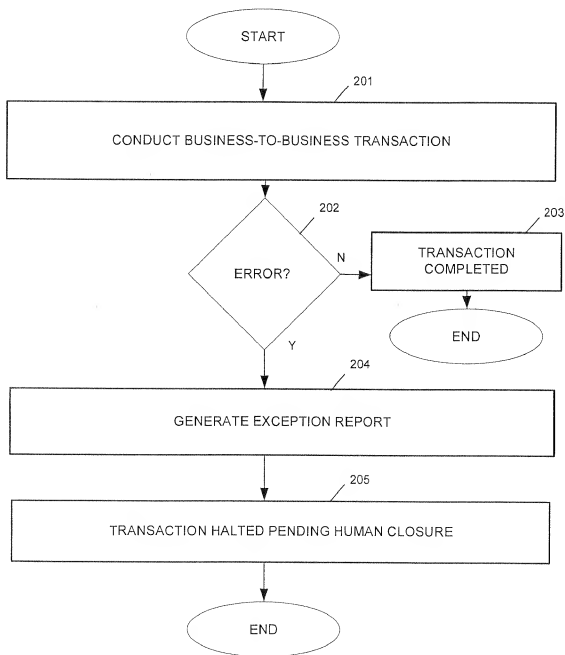 START
201
CONDUCT BUSINESS-TO-BUSINESS TRANSACTION
202
203
ERROR?
N
TRANSACTION
COMPLETED
END
Y
204
GENERATE EXCEPTION REPORT
205
TRANSACTION HALTED PENDING HUMAN CLOSURE
END